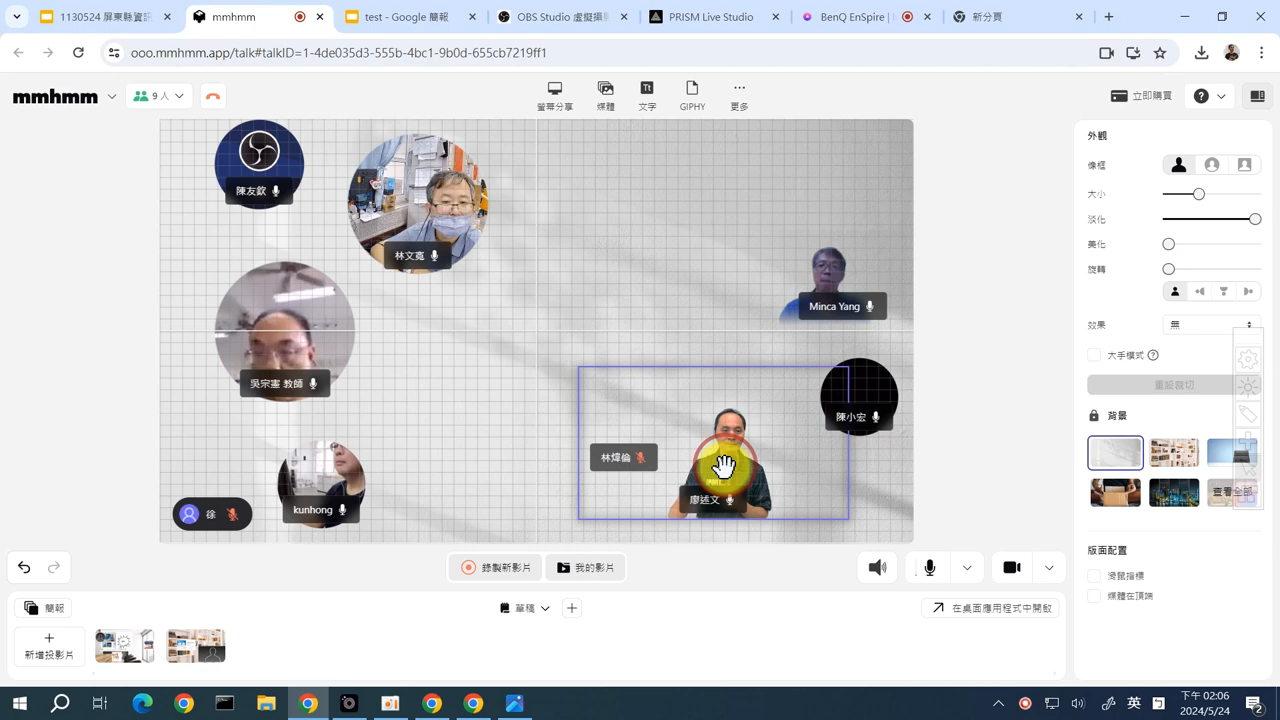 1130524 屏東縣資訊
mmhmm
test - Google 簡報
OBS Studio 虛擬攝影
PRISM Live Studio
BenQ EnSpire |
新分頁
ooo.mmhmm.app/talk#talkID=1-4de035d3-555b-4bc1-9b0d-655cb7219ff1
mmhmm
9 人
螢幕分享
媒體
Tt
文字
GIPHY
更多
立即購買
外觀
像框
大小
淡化
美化
旋轉
效果
無
大手模式
重設裁切
背景
查看全部
版面配置
滑鼠指標
媒體在頂端
陳友欽
林文寬
吳宗憲 教師
kunhong
徐
Minca Yang
陳小宏
林煒倫
廖述文
錄製新影片
我的影片
簡報
草稿
在桌面應用程式中開啟
新增投影片
英
下午 02:06
2024/5/24
2